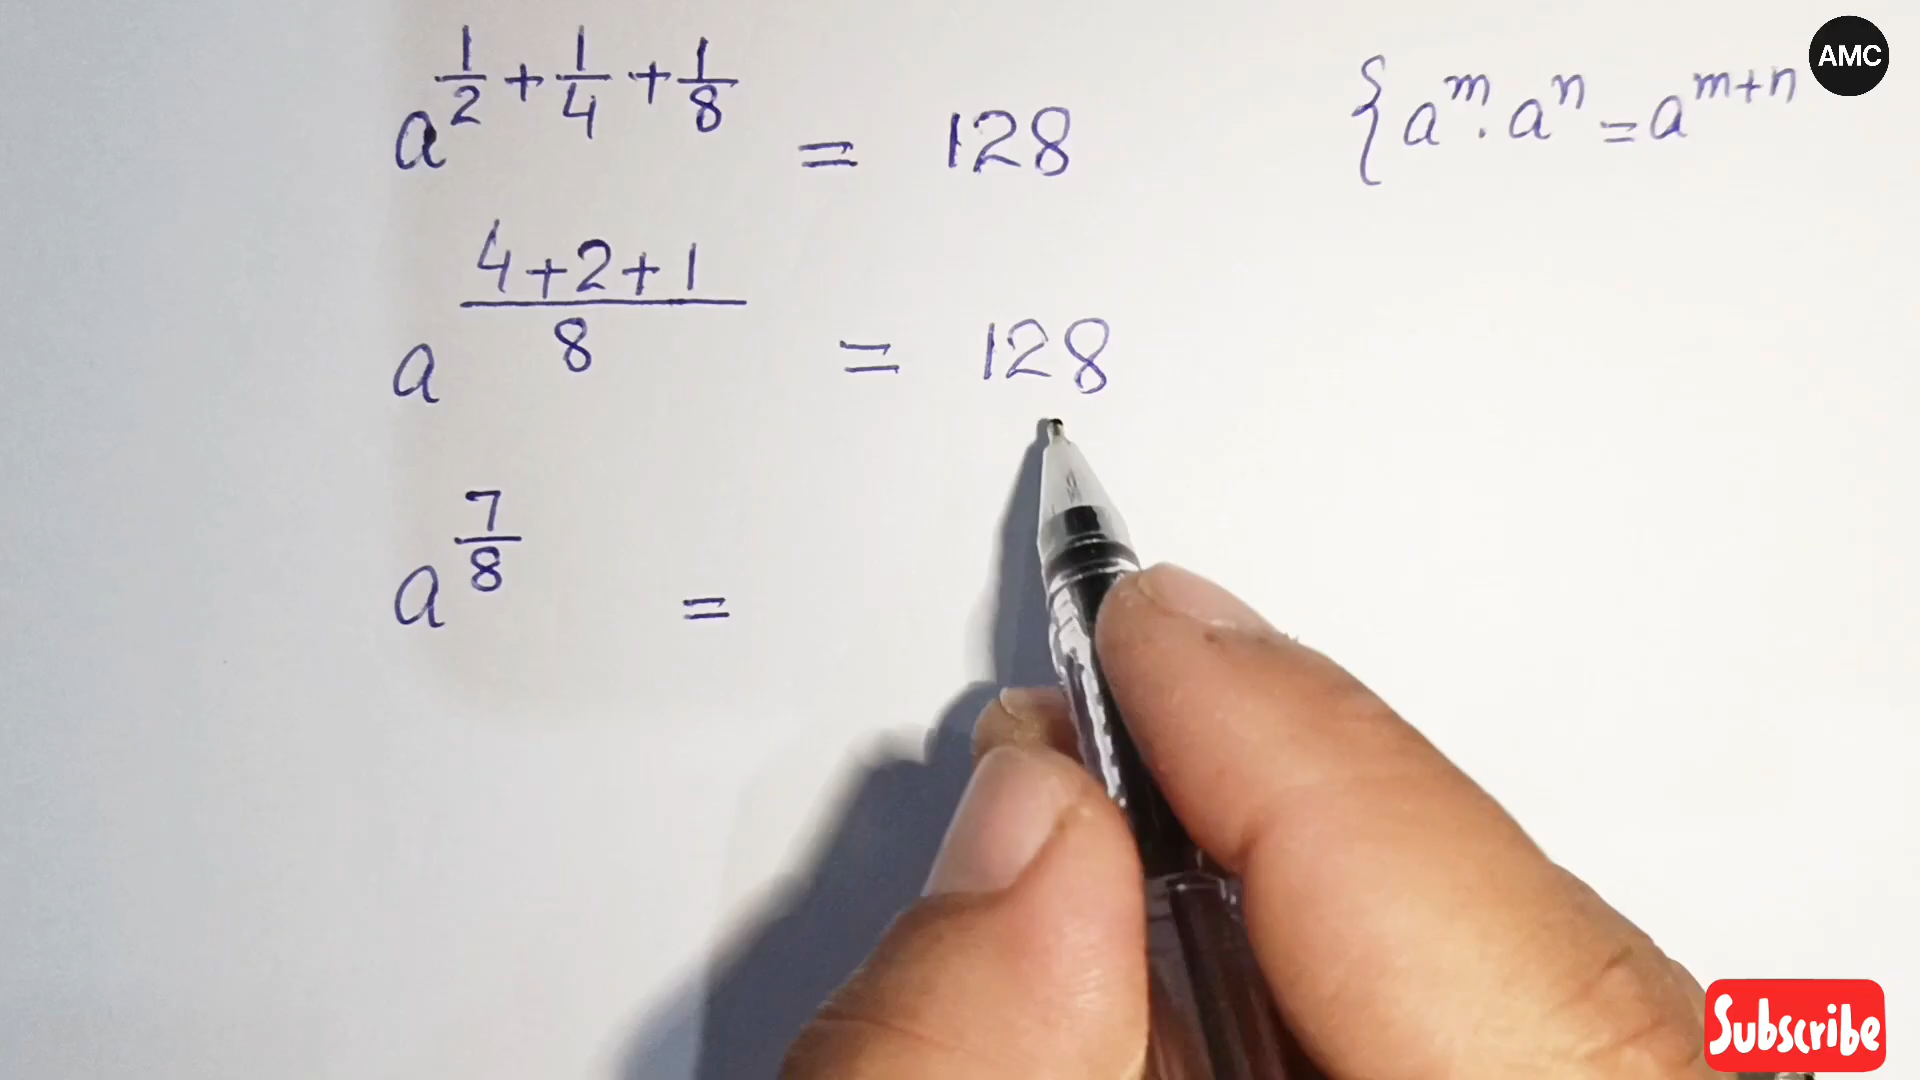 a^{1/2 + 1/4 + 1/8} = 128
{ a^m . a^n = a^{m+n}
AMC
a^{(4+2+1)/8} = 128
a^{7/8} =
Subscribe